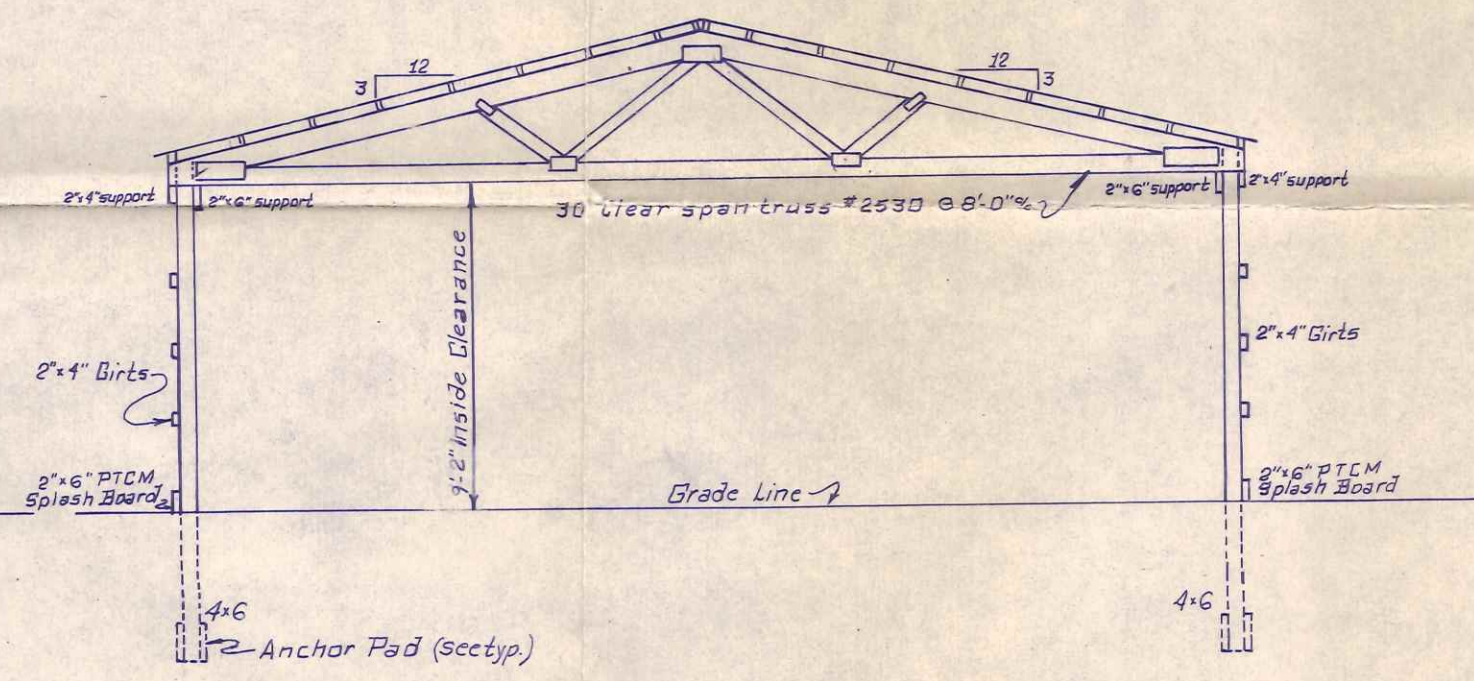 12
3
12
3
2"x4" support
2"x6" support
2"x6" support
2"x4" support
30 clear span truss #2530 @ 8'-0" %
9'-2" Inside Clearance
2"x4" Girts
2"x4" Girts
2"x6" PTCM
Splash Board
Grade Line
2"x6" PTCM
Splash Board
4x6
4x6
Anchor Pad (see typ.)